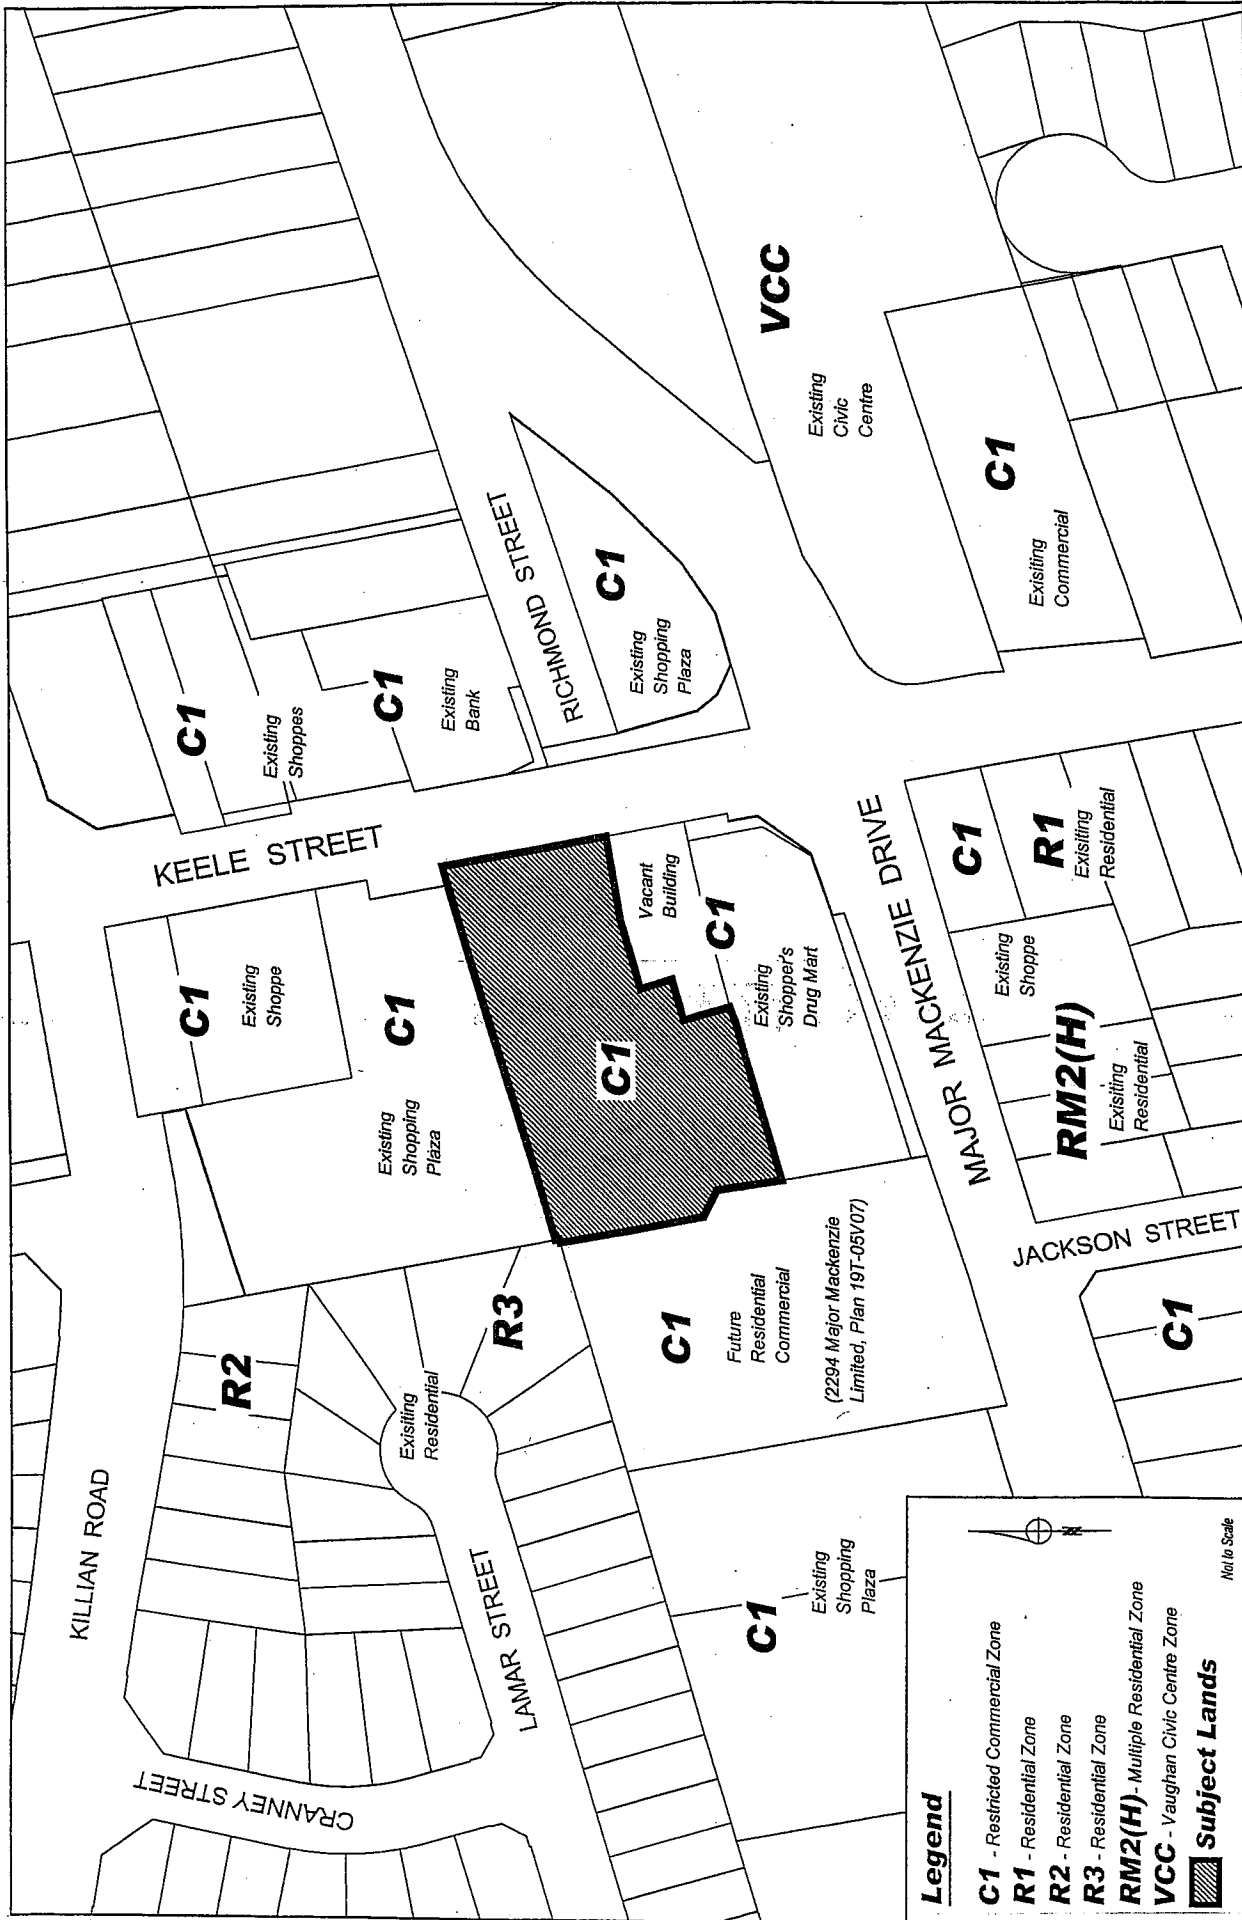 KILLIAN ROAD
CRANNEY STREET
LAMAR STREET
R2
Exisiting
Residential
R3
KEELE STREET
C1
Existing
Shoppe
C1
Existing
Shopping
Plaza
C1
Existing
Shoppes
C1
Existing
Bank
RICHMOND STREET
C1
Existing
Shopping
Plaza
C1
Vacant
Building
C1
Existing
Shopper's
Drug Mart
C1
Future
Residential
Commercial
(2294 Major Mackenzie
Limited, Plan 19T-05V07)
C1
Existing
Shopping
Plaza
VCC
Existing
Civic
Centre
C1
Exisiting
Commercial
MAJOR MACKENZIE DRIVE
C1
R1
Exisiting
Residential
Existing
Shoppe
RM2(H)
Exisiting
Residential
JACKSON STREET
C1
Legend
C1 - Restricted Commercial Zone
R1 - Residential Zone
R2 - Residential Zone
R3 - Residential Zone
RM2(H) - Multiple Residential Zone
VCC - Vaughan Civic Centre Zone
Subject Lands
N
Not to Scale